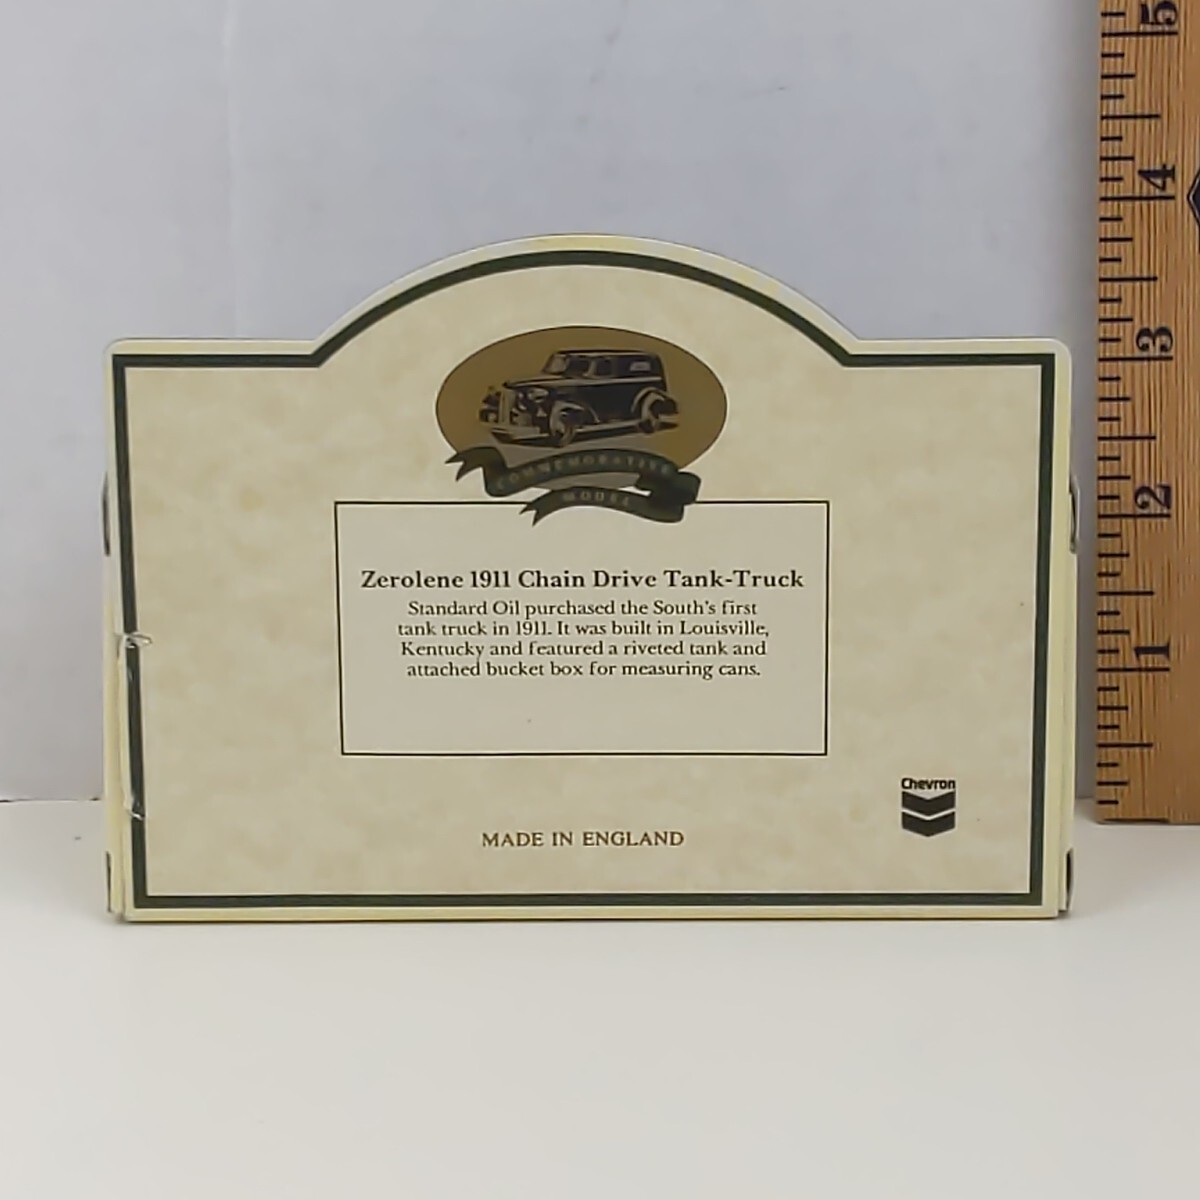 COMMEMORATIVE
MODEL
Zerolene 1911 Chain Drive Tank-Truck
Standard Oil purchased the South's first
tank truck in 1911. It was built in Louisville,
Kentucky and featured a riveted tank and
attached bucket box for measuring cans.
Chevron
MADE IN ENGLAND
5
4
3
2
1